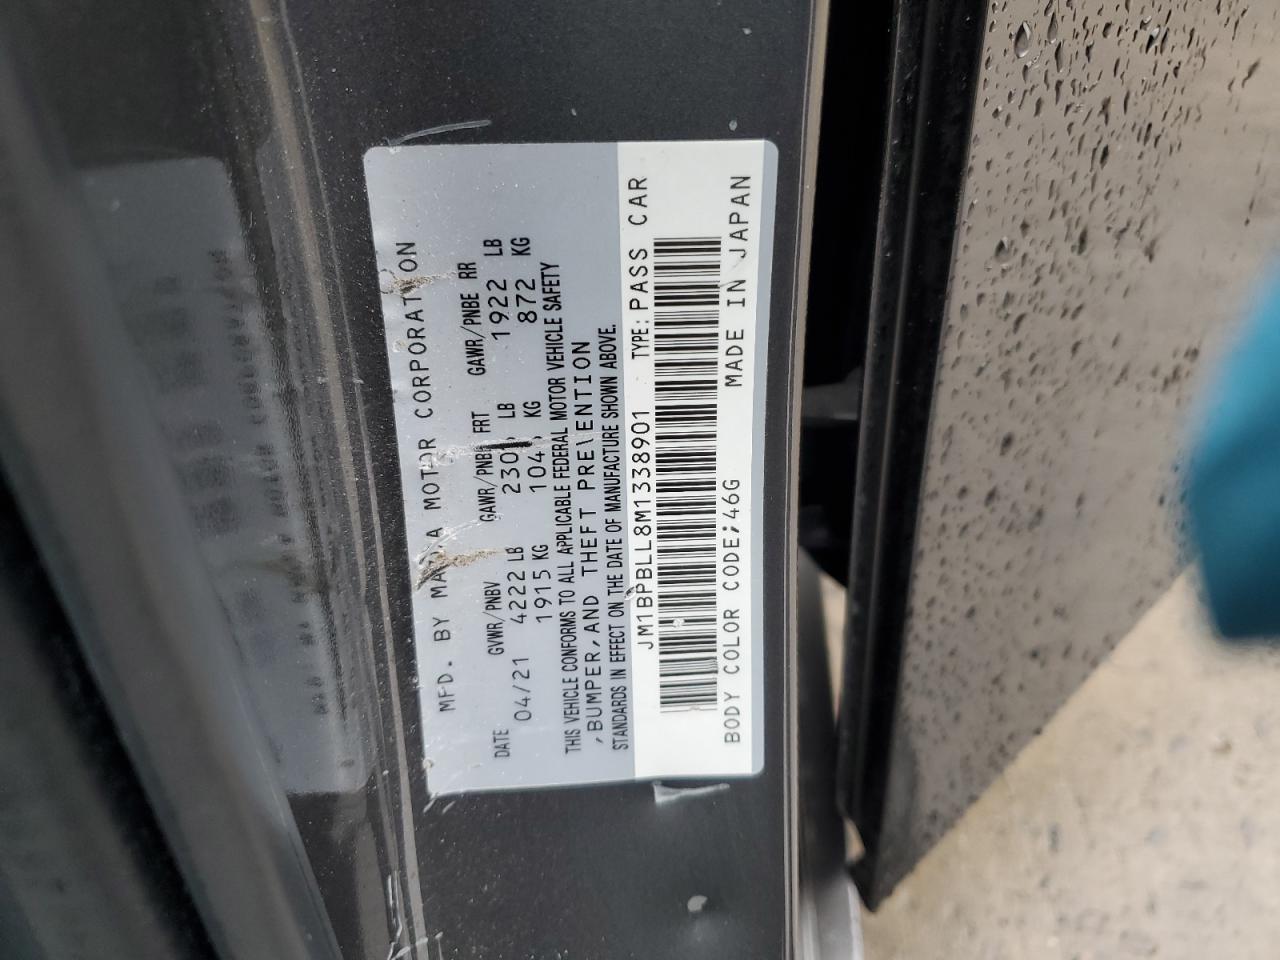 MFD. BY MAZDA MOTOR CORPORATION
DATE GVWR/PNBV GAWR/PNBE FRT GAWR/PNBE RR
04/21 4222 LB LB 1922 LB
1915 KG KG 872 KG
THIS VEHICLE CONFORMS TO ALL APPLICABLE FEDERAL MOTOR VEHICLE SAFETY
, BUMPER, AND THEFT PREVENTION
STANDARDS IN EFFECT ON THE DATE OF MANUFACTURE SHOWN ABOVE.
JM1BPBLL8M1338901 TYPE: PASS CAR
BODY COLOR CODE;46G MADE IN JAPAN